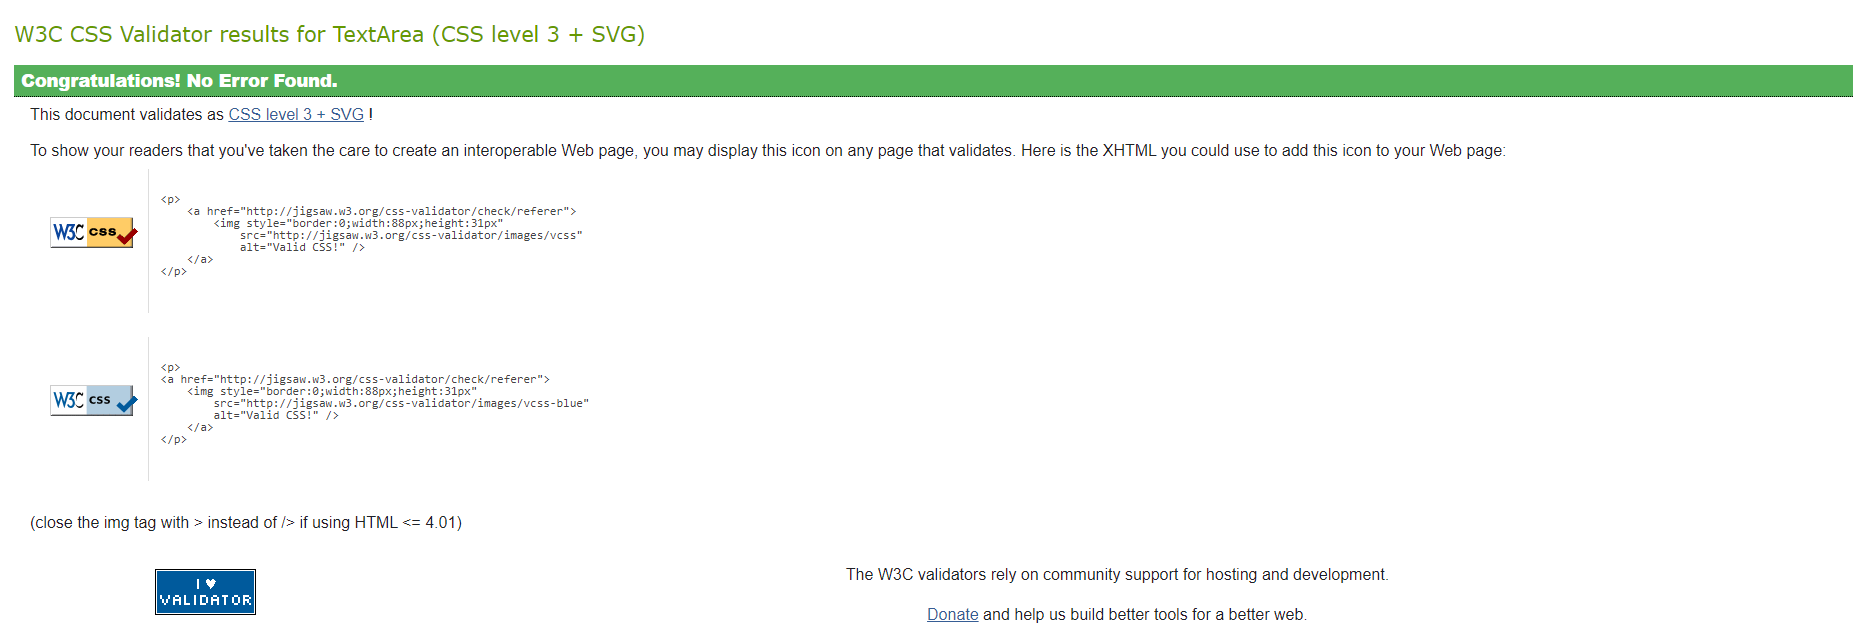 W3C CSS Validator results for TextArea (CSS level 3 + SVG)
Congratulations! No Error Found.
This document validates as CSS level 3 + SVG !
To show your readers that you've taken the care to create an interoperable Web page, you may display this icon on any page that validates. Here is the XHTML you could use to add this icon to your Web page:
W3C css
<p>
<a href="http://jigsaw.w3.org/css-validator/check/referer">
<img style="border:0;width:88px;height:31px"
src="http://jigsaw.w3.org/css-validator/images/vcss"
alt="Valid CSS!" />
</a>
</p>
W3C css
<p>
<a href="http://jigsaw.w3.org/css-validator/check/referer">
<img style="border:0;width:88px;height:31px"
src="http://jigsaw.w3.org/css-validator/images/vcss-blue"
alt="Valid CSS!" />
</a>
</p>
(close the img tag with > instead of /> if using HTML <= 4.01)
I ♥
VALIDATOR
The W3C validators rely on community support for hosting and development.
Donate and help us build better tools for a better web.